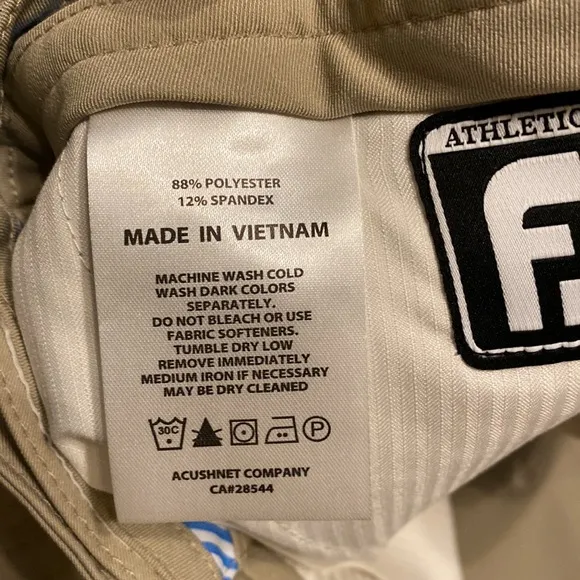 88% POLYESTER
12% SPANDEX
MADE IN VIETNAM
MACHINE WASH COLD
WASH DARK COLORS
SEPARATELY.
DO NOT BLEACH OR USE
FABRIC SOFTENERS.
TUMBLE DRY LOW
REMOVE IMMEDIATELY
MEDIUM IRON IF NECESSARY
MAY BE DRY CLEANED
30C P
ACUSHNET COMPANY
CA#28544
ATHLETIC
F